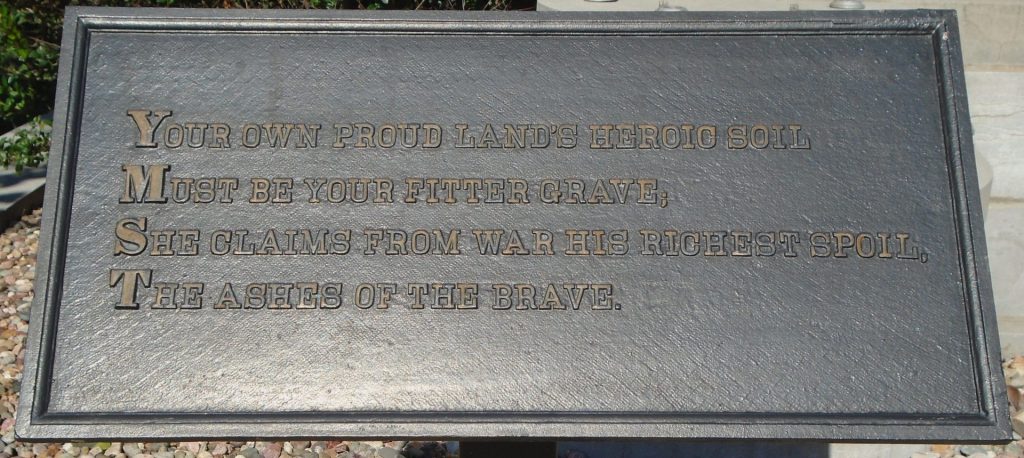 YOUR OWN PROUD LAND'S HEROIC SOIL
MUST BE YOUR FITTER GRAVE;
SHE CLAIMS FROM WAR HIS RICHEST SPOIL,
THE ASHES OF THE BRAVE.